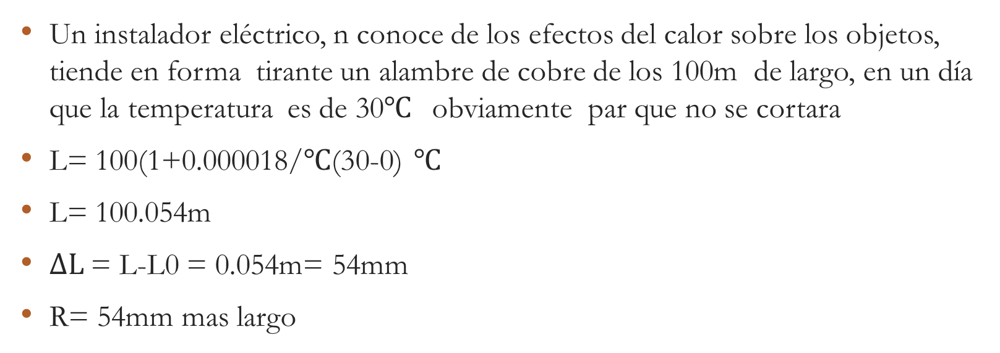 • Un instalador eléctrico, n conoce de los efectos del calor sobre los objetos,
tiende en forma  tirante un alambre de cobre de los 100m  de largo, en un día
que la temperatura  es de 30℃  obviamente  par que no se cortara
• L= 100(1+0.000018/℃(30-0) ℃
• L= 100.054m
• ΔL = L-L0 = 0.054m= 54mm
• R= 54mm mas largo